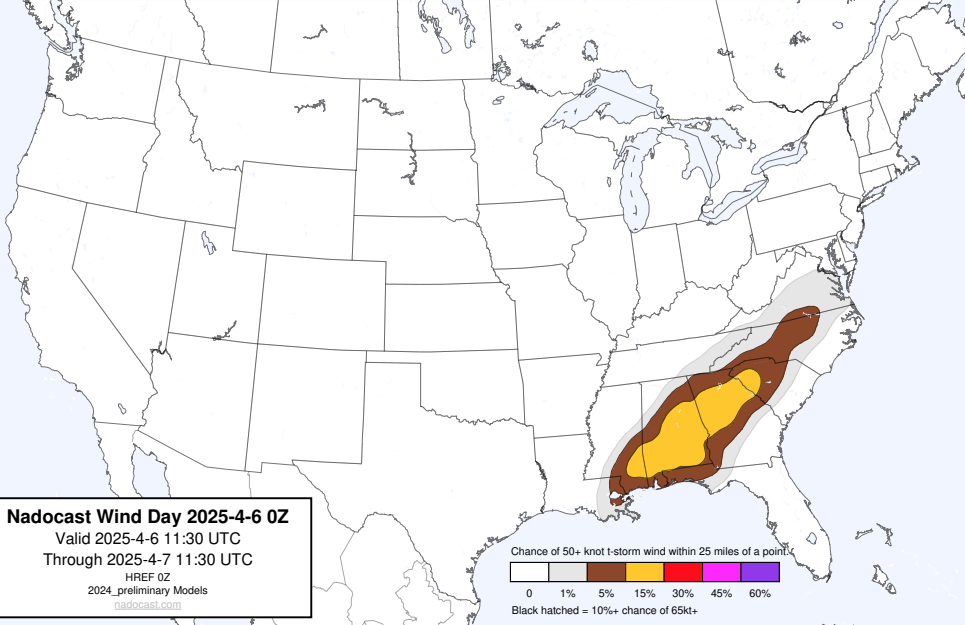 Nadocast Wind Day 2025-4-6 0Z
Valid 2025-4-6 11:30 UTC
Through 2025-4-7 11:30 UTC
HREF 0Z
2024_preliminary Models
nadocast.com
Chance of 50+ knot t-storm wind within 25 miles of a point.
0 1% 5% 15% 30% 45% 60%
Black hatched = 10%+ chance of 65kt+